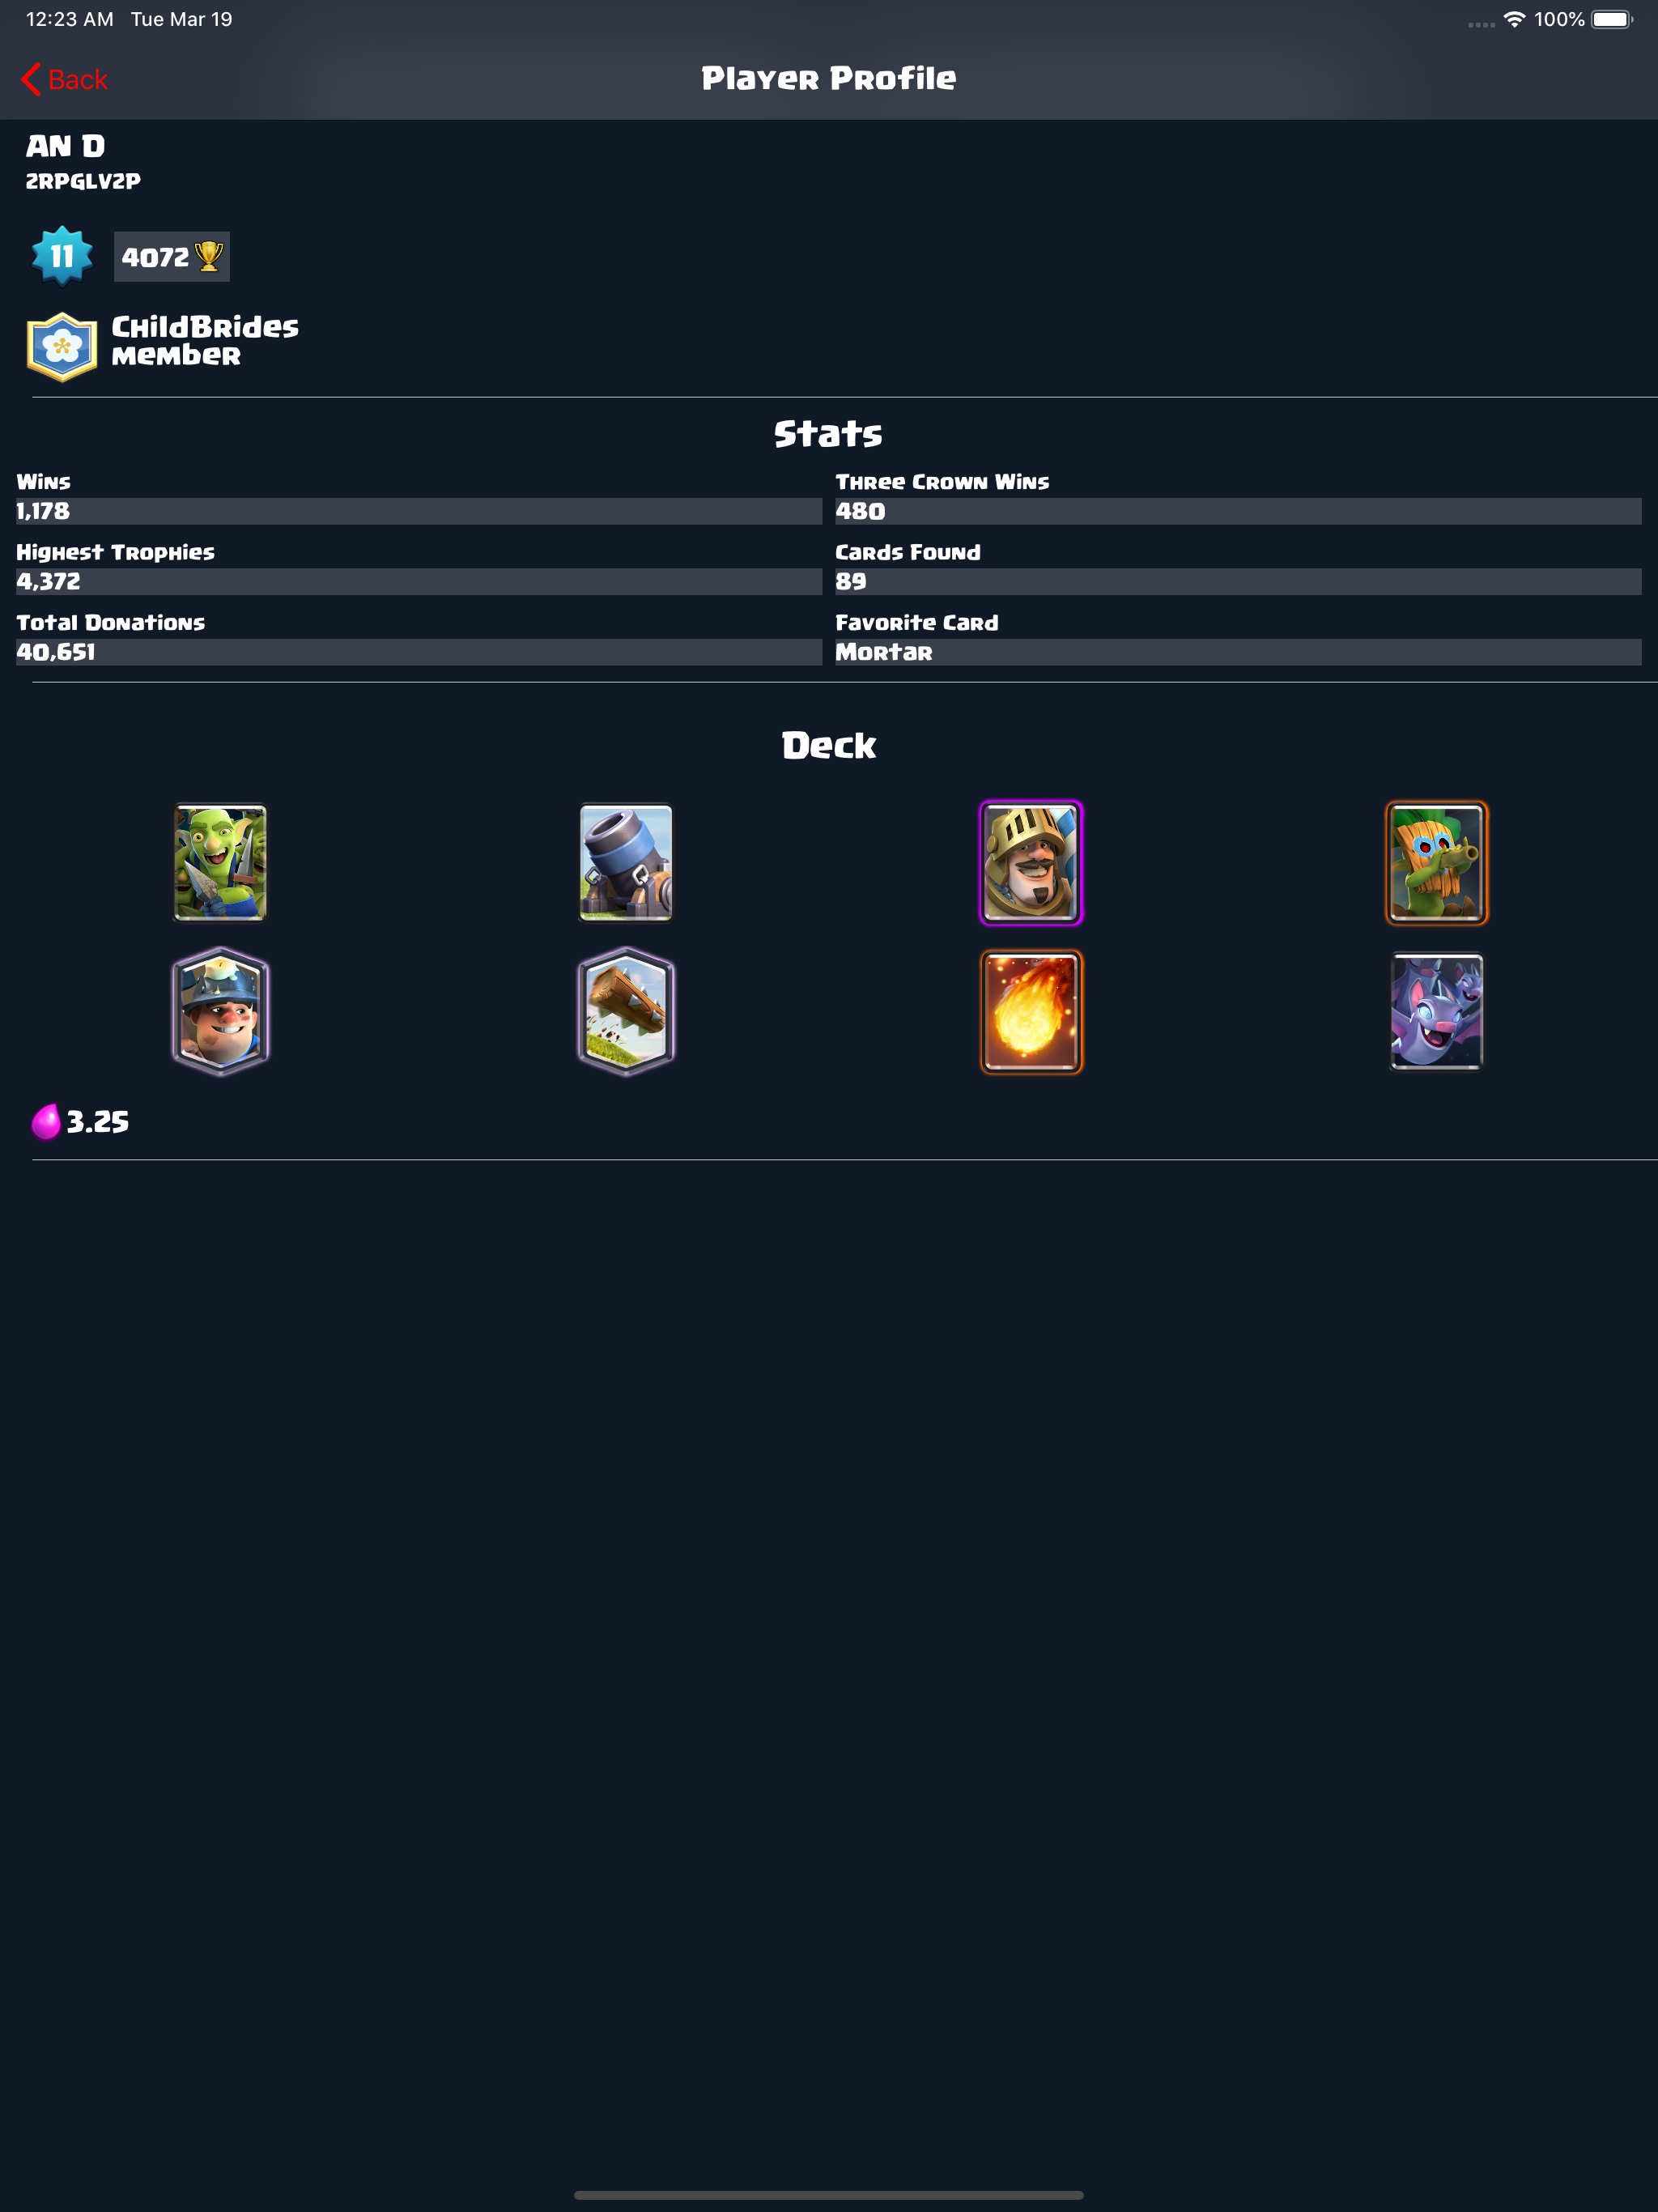 12:23 AM Tue Mar 19 100%
Back Player Profile
AN D
2RPGLV2P
11 4072
ChildBrides
member
Stats
Wins Three Crown Wins
1,178 480
Highest Trophies Cards Found
4,372 89
Total Donations Favorite Card
40,651 Mortar
Deck
3.25